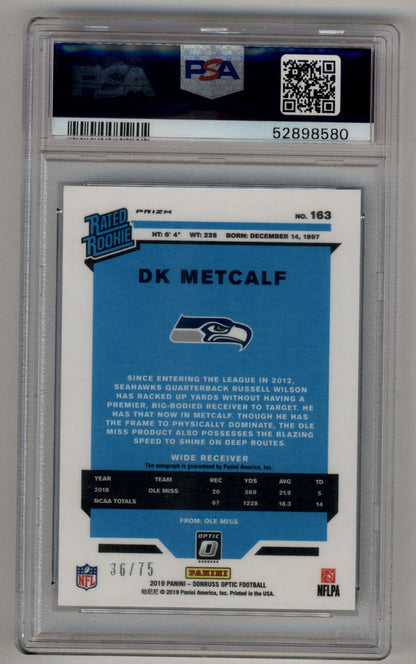 PSA
PSA
52898580
RATED
ROOKIE
PRIZM
NO. 163
HT: 6' 4" WT: 225 BORN: DECEMBER 14, 1997
DK METCALF
SINCE ENTERING THE LEAGUE IN 2012,
SEAHAWKS QUARTERBACK RUSSELL WILSON
HAS RACKED UP YARDS WITHOUT HAVING A
PREMIER, BIG-BODIED RECEIVER TO TARGET. HE
HAS THAT NOW IN METCALF. THOUGH HE HAS
THE FRAME TO PHYSICALLY DOMINATE, THE OLE
MISS PRODUCT ALSO POSSESSES THE BLAZING
SPEED TO SHINE ON DEEP ROUTES.
WIDE RECEIVER
The autograph is guaranteed by Panini America, Inc.
YEAR TEAM REC YDS AVG TD
2018 OLE MISS 26 569 21.9 5
NCAA TOTALS 67 1228 18.3 14
FROM: OLE MISS
OPTIC
DONRUSS
NFL
36/75
PANINI
NFLPA
2019 PANINI – DONRUSS OPTIC FOOTBALL
帕尼尼 © 2019 Panini America, Inc. Printed in the USA.